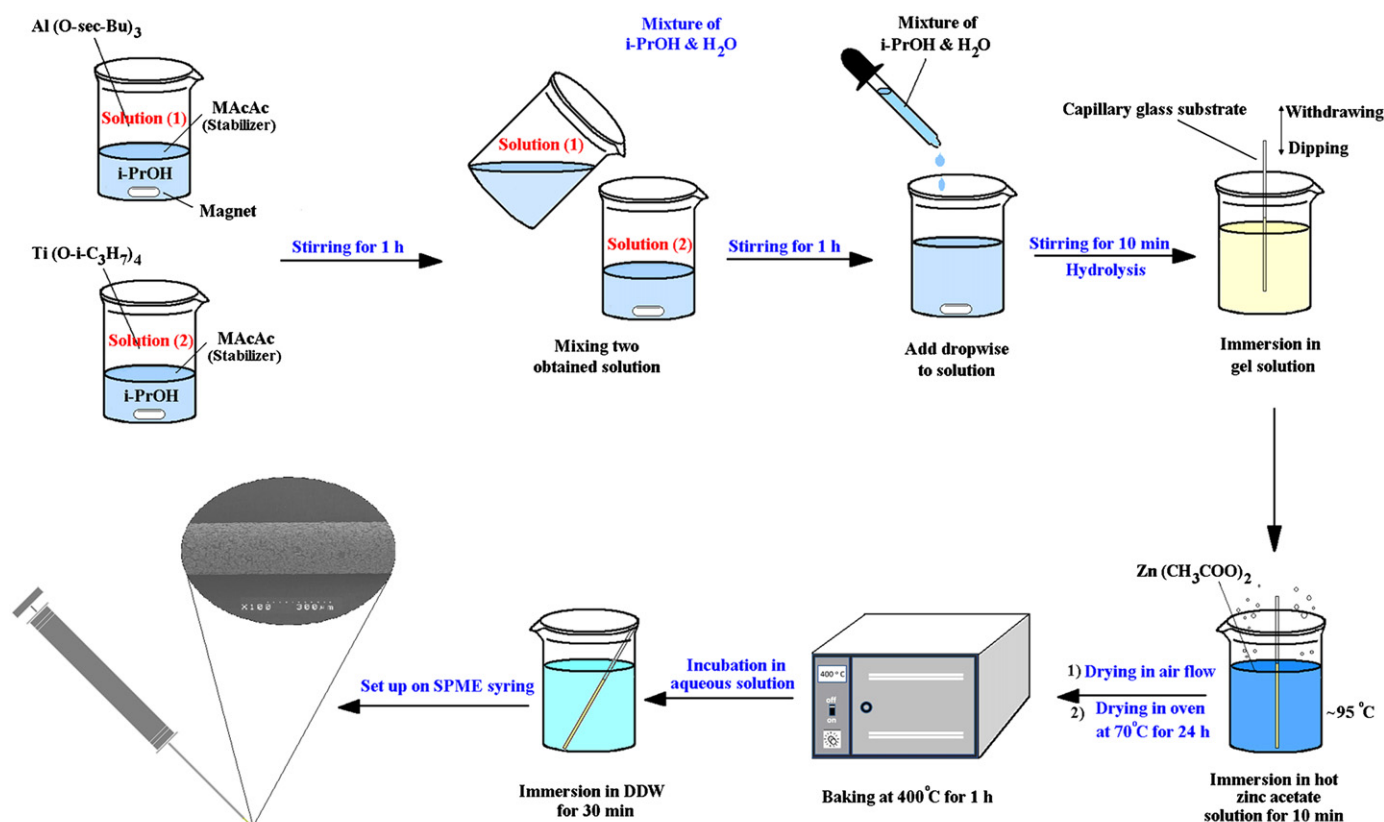 Al (O-sec-Bu)3
Solution (1)
MAcAc
(Stabilizer)
i-PrOH
Magnet
Ti (O-i-C3H7)4
Solution (2)
MAcAc
(Stabilizer)
i-PrOH
Stirring for 1 h
Mixture of
i-PrOH & H2O
Solution (1)
Solution (2)
Mixing two
obtained solution
Stirring for 1 h
Mixture of
i-PrOH & H2O
Add dropwise
to solution
Stirring for 10 min
Hydrolysis
Capillary glass substrate
Withdrawing
Dipping
Immersion in
gel solution
Zn (CH3COO)2
~95 °C
Immersion in hot
zinc acetate
solution for 10 min
1) Drying in air flow
2) Drying in oven
at 70°C for 24 h
400 ° C
off
on
Baking at 400°C for 1 h
Incubation in
aqueous solution
Immersion in DDW
for 30 min
Set up on SPME syring
X100 300μm